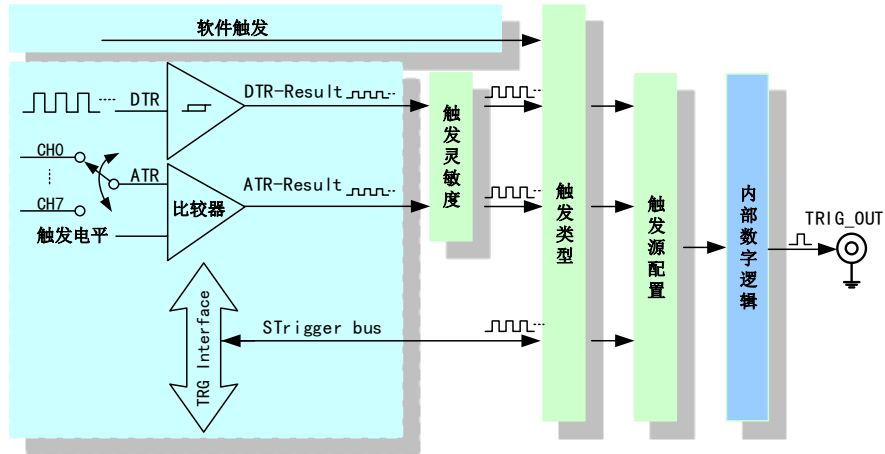 软件触发
DTR
DTR-Result
CH0
ATR
ATR-Result
CH7
比较器
触发电平
TRG Interface
STrigger bus
触发灵敏度
触发类型
触发源配置
内部数字逻辑
TRIG_OUT